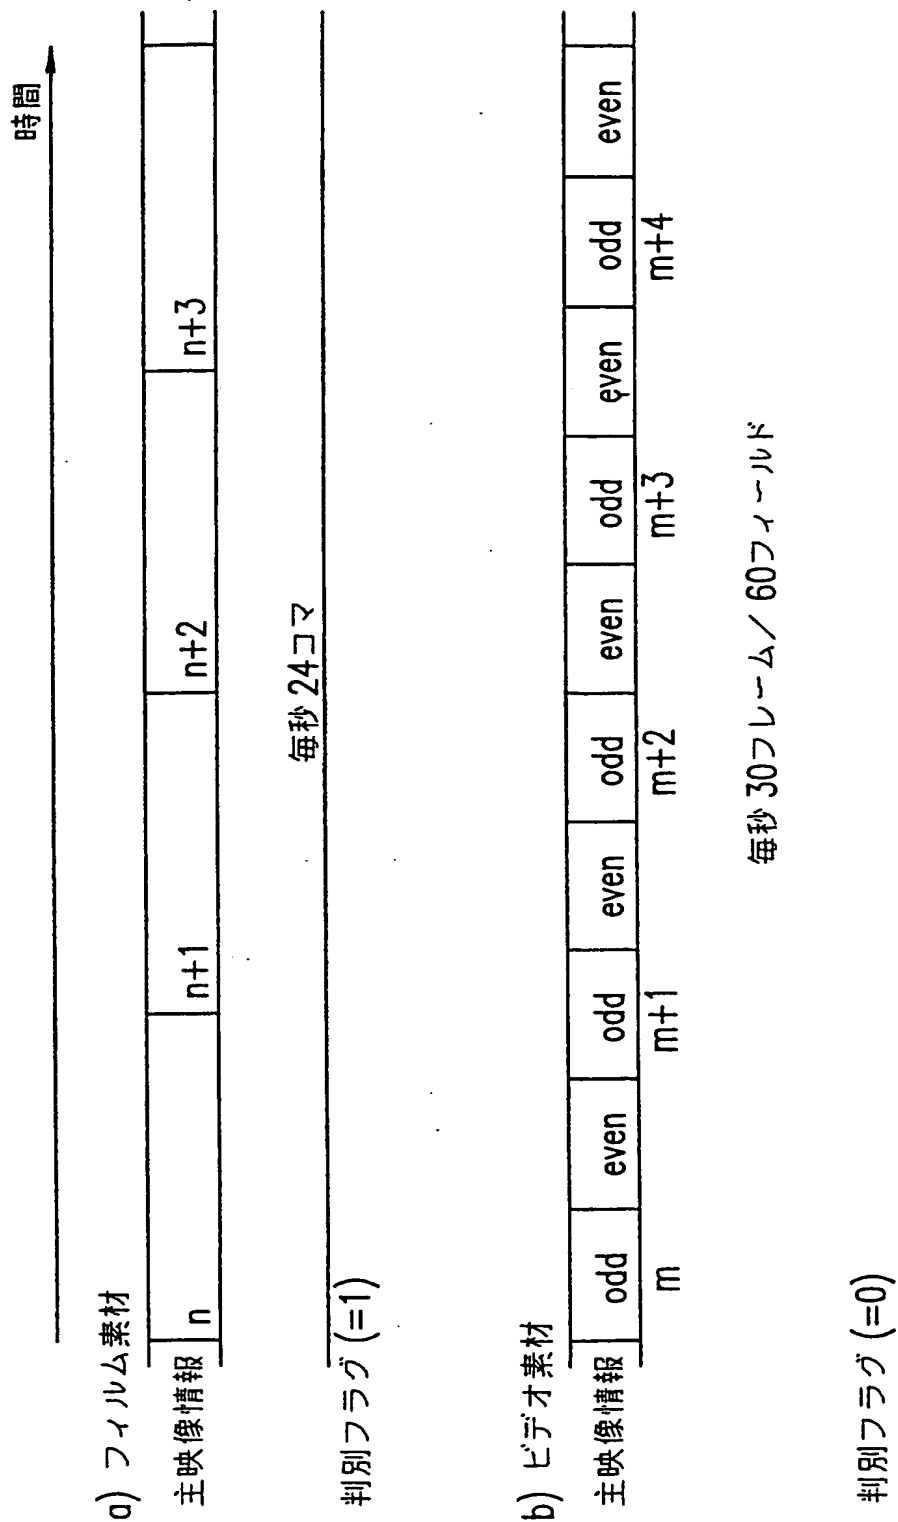 時間
a) フィルム素材
主映像情報 n n+1 n+2 n+3
毎秒24コマ
判別フラグ (=1)
b) ビデオ素材
主映像情報 odd even odd even odd even odd even odd even
m m+1 m+2 m+3 m+4
毎秒30フレーム/60フィールド
判別フラグ (=0)